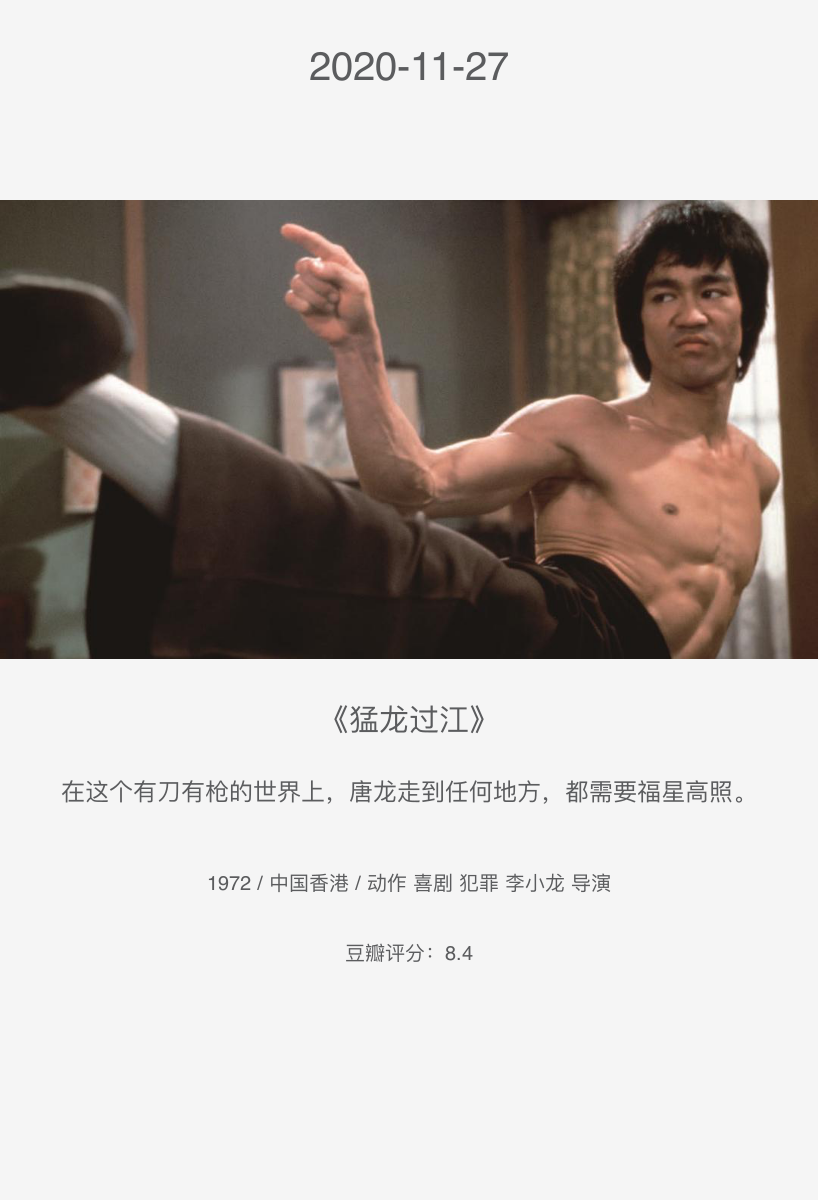 2020-11-27
《猛龙过江》
在这个有刀有枪的世界上，唐龙走到任何地方，都需要福星高照。
1972 / 中国香港 / 动作 喜剧 犯罪 李小龙 导演
豆瓣评分：8.4